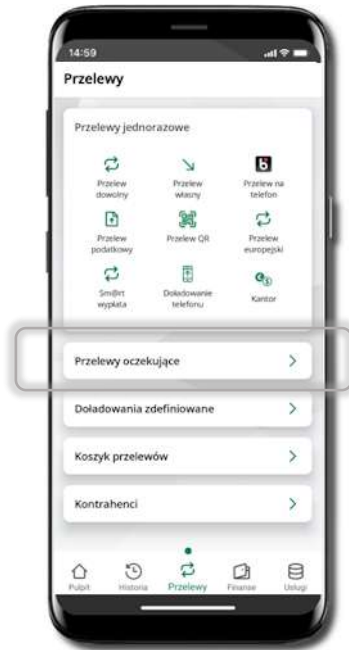 14:59
Przelewy
Przelewy jednorazowe
Przelew dowolny
Przelew własny
Przelew na telefon
Przelew podatkowy
Przelew QR
Przelew europejski
Sm@rt wypłata
Doładowanie telefonu
Kantor
Przelewy oczekujące
Doładowania zdefiniowane
Koszyk przelewów
Kontrahenci
Pulpit
Historia
Przelewy
Finanse
Usługi